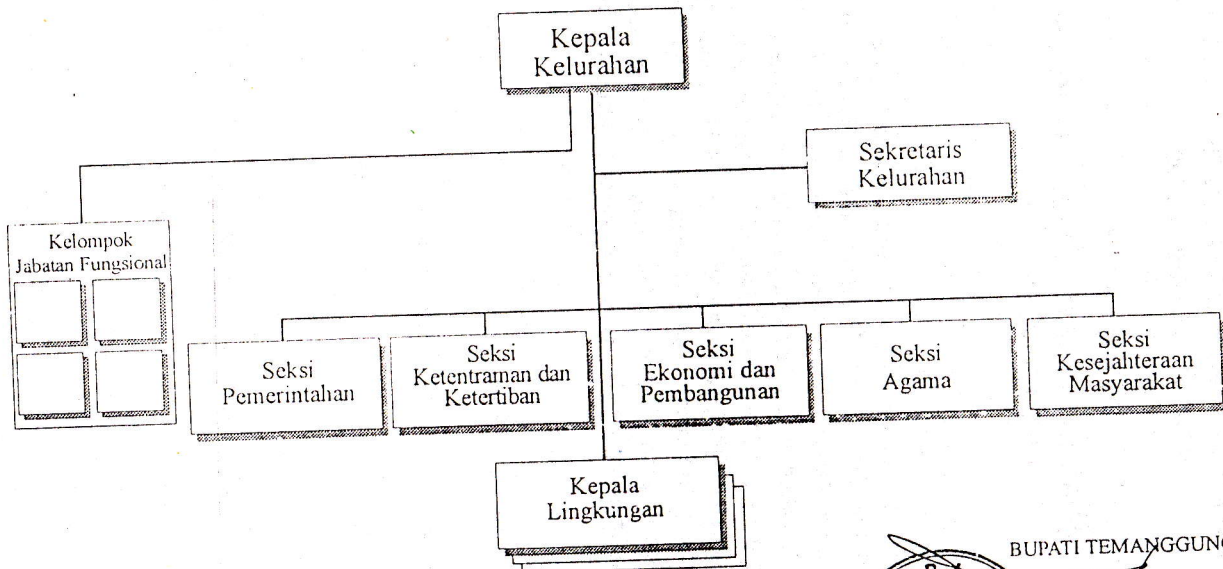 Kepala
Kelurahan
Sekretaris
Kelurahan
Kelompok
Jabatan Fungsional
Seksi
Pemerintahan
Seksi
Ketentraman dan
Ketertiban
Seksi
Ekonomi dan
Pembangunan
Seksi
Agama
Seksi
Kesejahteraan
Masyarakat
Kepala
Lingkungan
BUPATI TEMANGGUNG